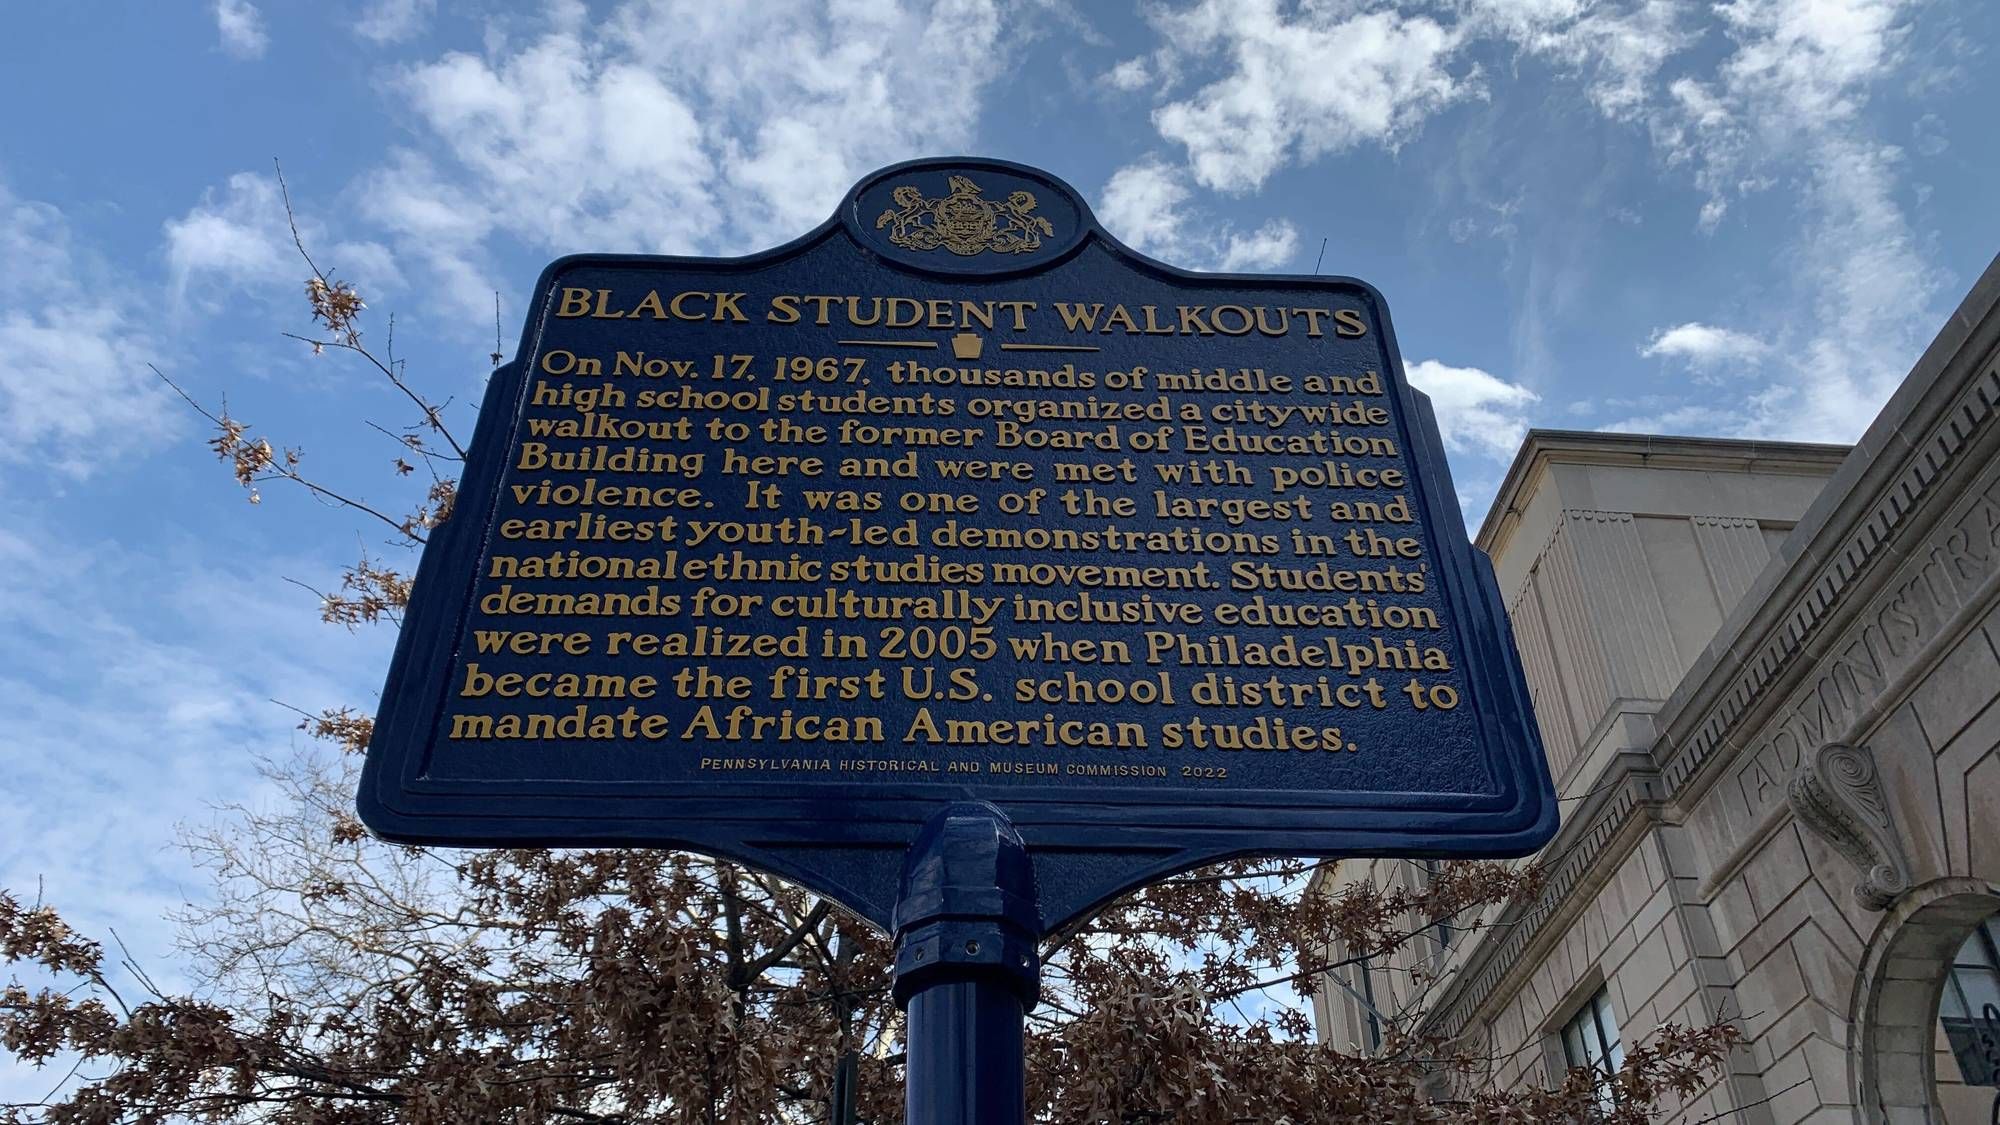 BLACK STUDENT WALKOUTS
On Nov. 17, 1967, thousands of middle and
high school students organized a citywide
walkout to the former Board of Education
Building here and were met with police
violence. It was one of the largest and
earliest youth-led demonstrations in the
national ethnic studies movement. Students'
demands for culturally inclusive education
were realized in 2005 when Philadelphia
became the first U.S. school district to
mandate African American studies.
PENNSYLVANIA HISTORICAL AND MUSEUM COMMISSION 2022
ADMINISTRA